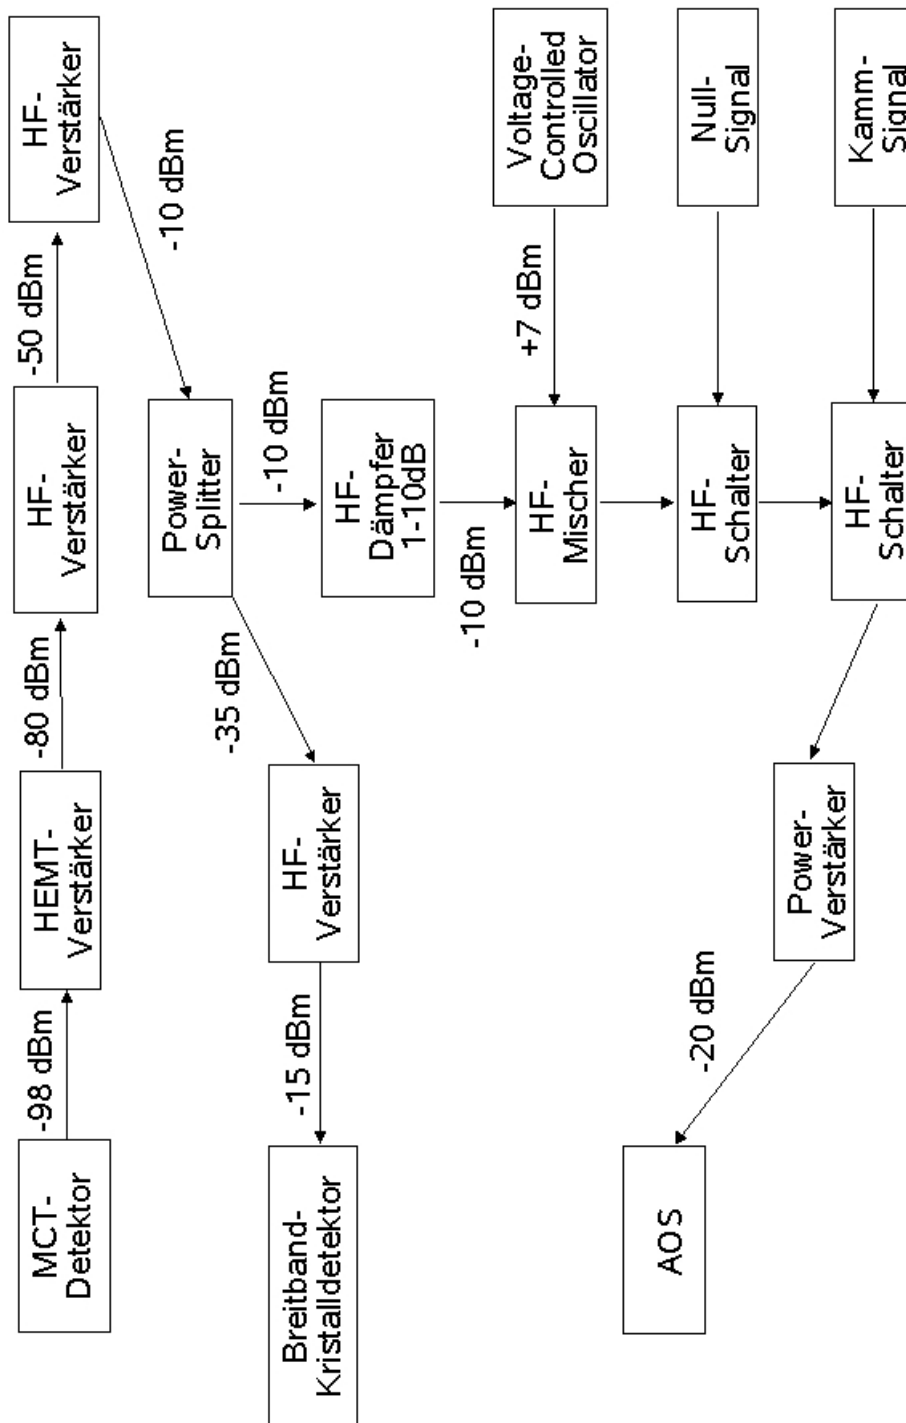 MCT-
Detektor
-98 dBm
HEMT-
Verstärker
-80 dBm
HF-
Verstärker
-50 dBm
HF-
Verstärker
-10 dBm
Power-
Splitter
-35 dBm
-10 dBm
HF-
Verstärker
-15 dBm
Breitband-
Kristalldetektor
HF-
Dämpfer
1-10dB
-10 dBm
HF-
Mischer
+7 dBm
Voltage-
Controlled
Oscillator
HF-
Schalter
Null-
Signal
HF-
Schalter
Kamm-
Signal
Power-
Verstärker
-20 dBm
AOS